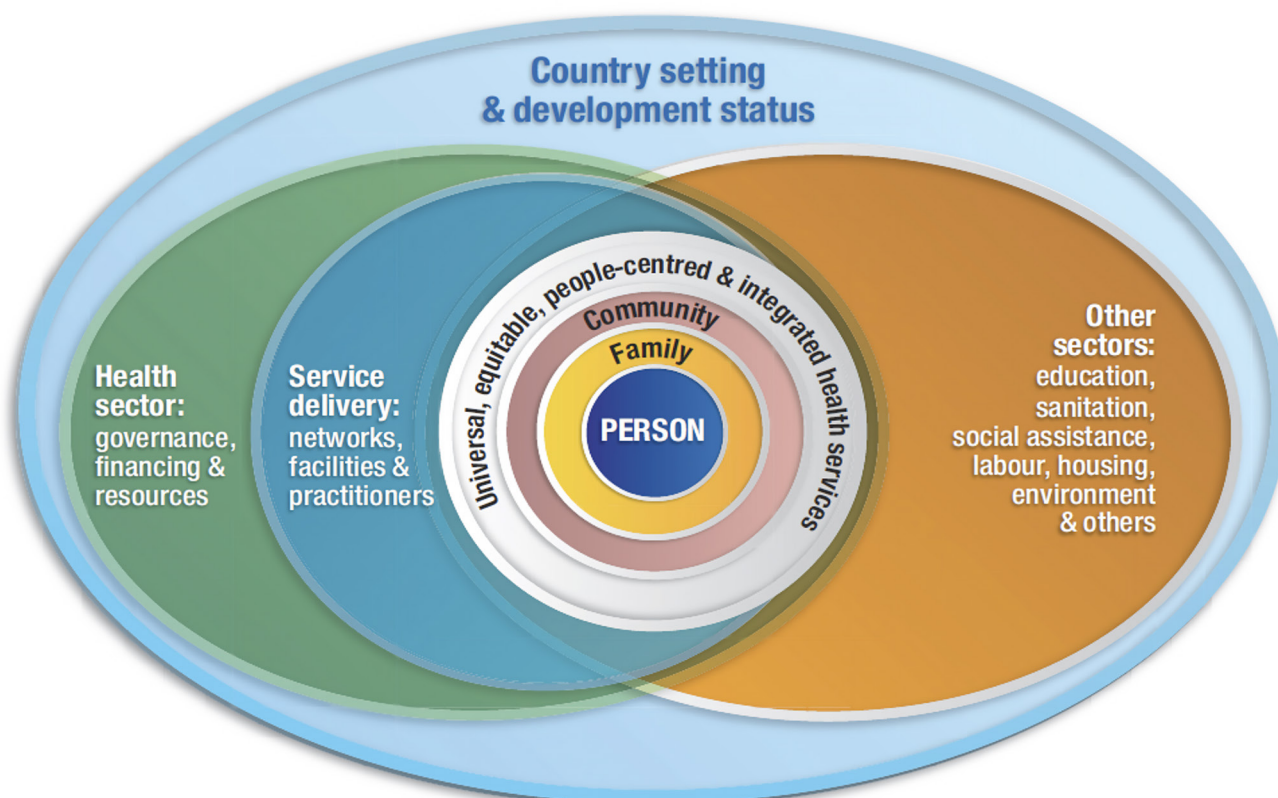 Country setting
& development status
Health
sector:
governance,
financing &
resources
Service
delivery:
networks,
facilities &
practitioners
Universal, equitable, people-centred & integrated health services
Community
Family
PERSON
Other
sectors:
education,
sanitation,
social assistance,
labour, housing,
environment
& others